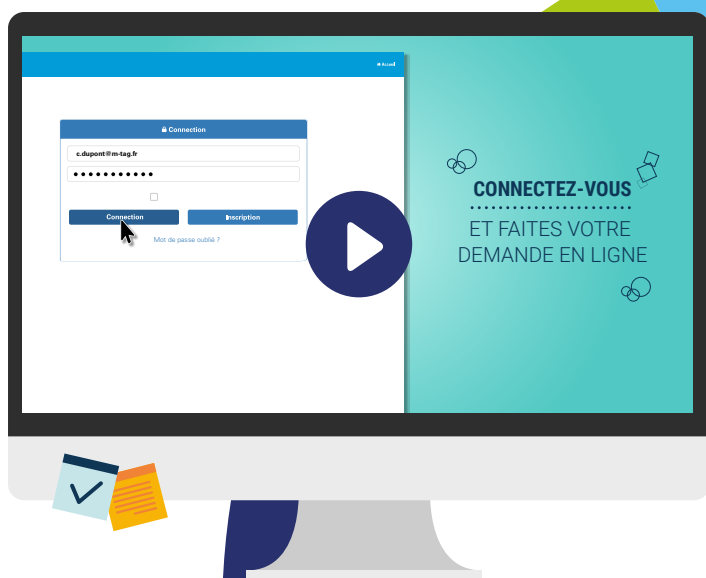 Accueil
Connection
c.dupont@m-tag.fr
Connection
Inscription
Mot de passe oublié ?
CONNECTEZ-VOUS
ET FAITES VOTRE
DEMANDE EN LIGNE